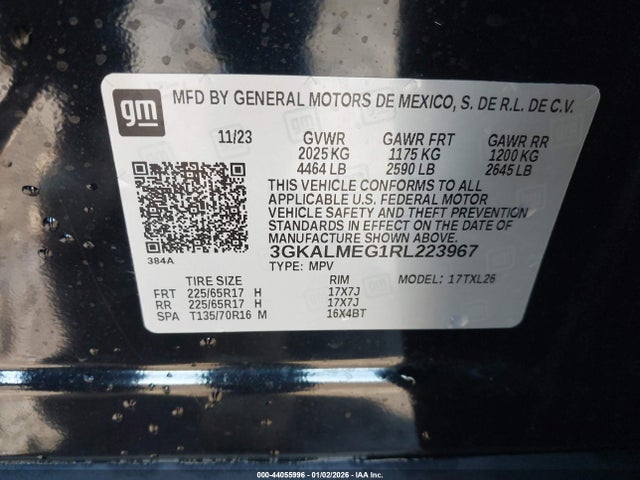 gm
MFD BY GENERAL MOTORS DE MEXICO, S. DE R.L. DE C.V.
11/23 GVWR GAWR FRT GAWR RR
2025 KG 1175 KG 1200 KG
4464 LB 2590 LB 2645 LB
THIS VEHICLE CONFORMS TO ALL
APPLICABLE U.S. FEDERAL MOTOR
VEHICLE SAFETY AND THEFT PREVENTION
STANDARDS IN EFFECT ON THE DATE OF
MANUFACTURE SHOWN ABOVE.
3GKALMEG1RL223967
384A
TYPE: MPV MODEL: 17TXL26
TIRE SIZE RIM
FRT 225/65R17 H 17X7J
RR 225/65R17 H 17X7J
SPA T135/70R16 M 16X4BT
000-44055996 - 01/02/2026 - IAA Inc.